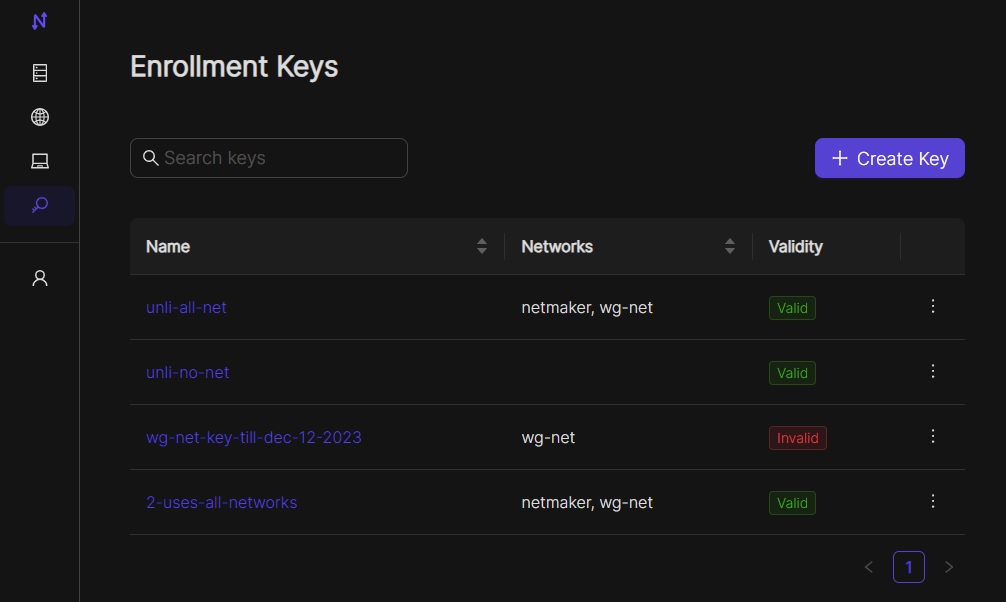 Enrollment Keys
Search keys
Create Key
Name Networks Validity
unli-all-net netmaker, wg-net Valid
unli-no-net Valid
wg-net-key-till-dec-12-2023 wg-net Invalid
2-uses-all-networks netmaker, wg-net Valid
1